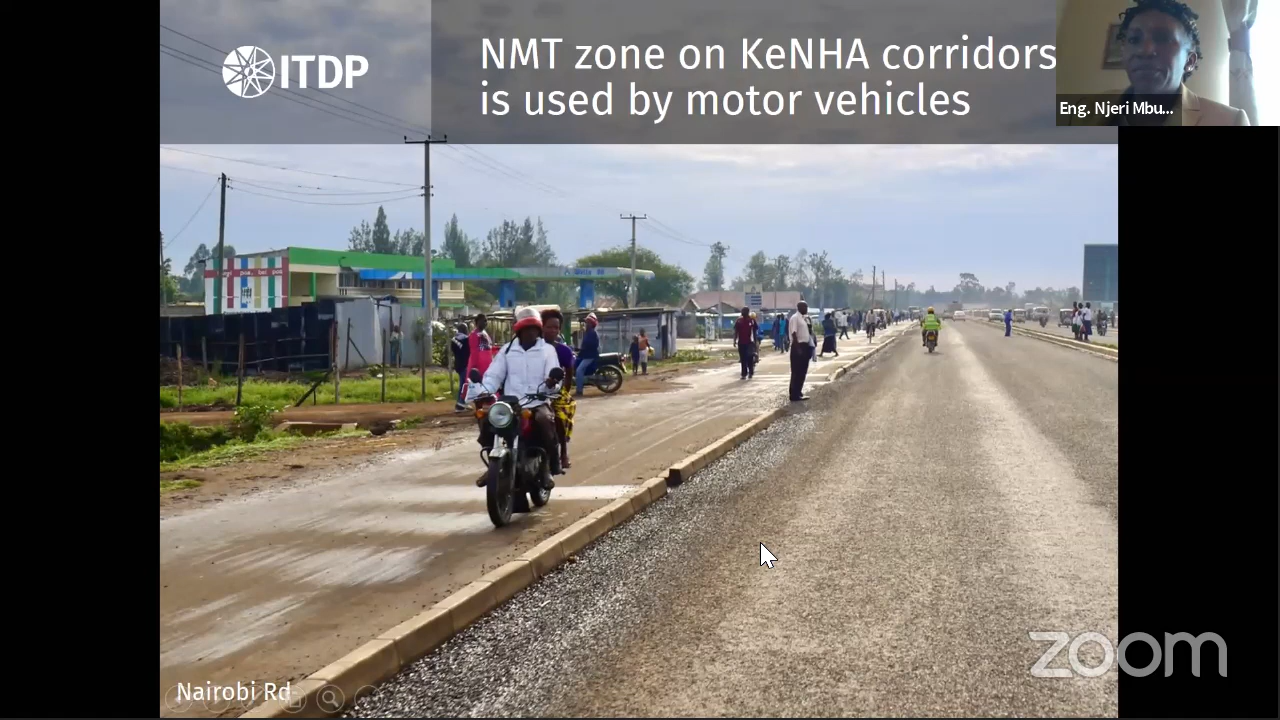 ITDP
NMT zone on KeNHA corridors
is used by motor vehicles
Eng. Njeri Mbu...
Nairobi Rd
zoom